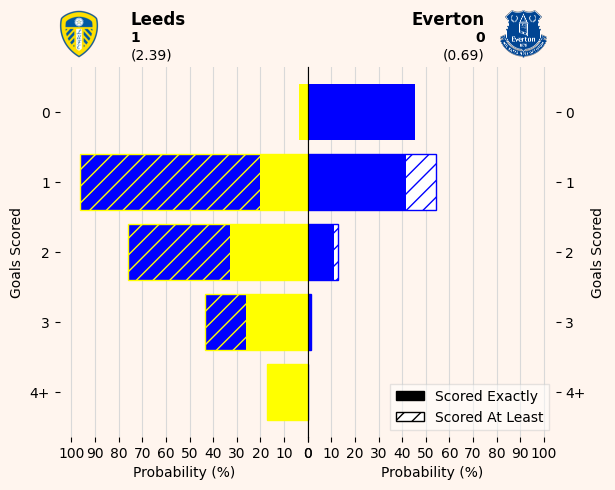 Leeds
1
(2.39)
Everton
0
(0.69)
Everton
0
1
2
3
4+
0
1
2
3
4+
Goals Scored
Goals Scored
100 90 80 70 60 50 40 30 20 10 0
0 10 20 30 40 50 60 70 80 90 100
Probability (%)
Probability (%)
Scored Exactly
Scored At Least